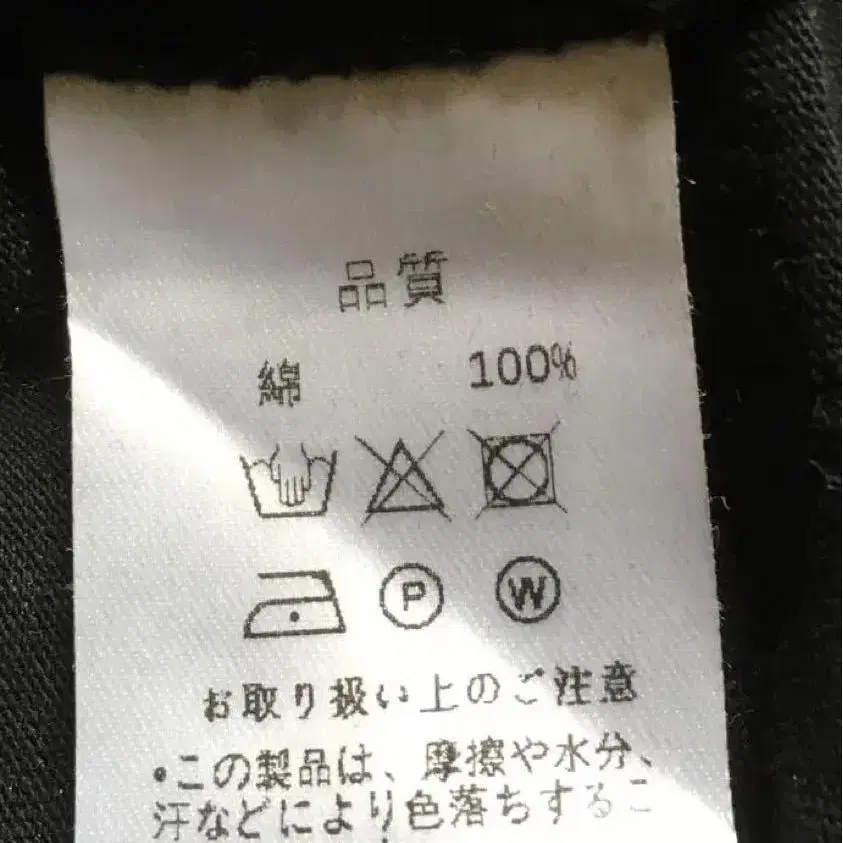 品質
綿 100%
P W
お取り扱い上のご注意
•この製品は、摩擦や水分、
汗などにより色落ちするこ